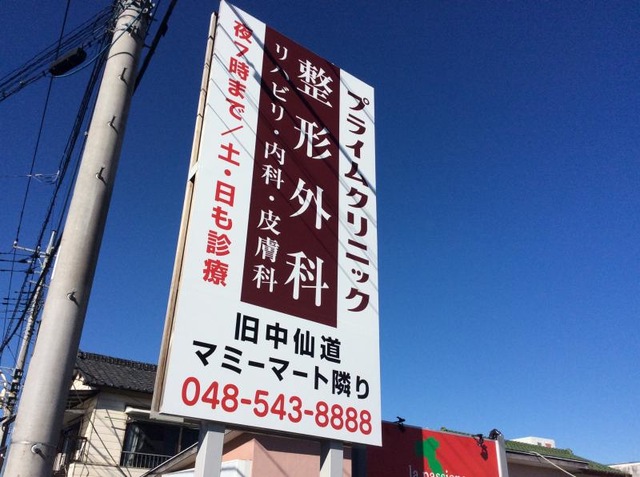 プライムクリニック
整形外科
リハビリ・内科・皮膚科
夜7時まで/土・日も診療
旧中仙道
マミーマート隣り
048-543-8888
la passione